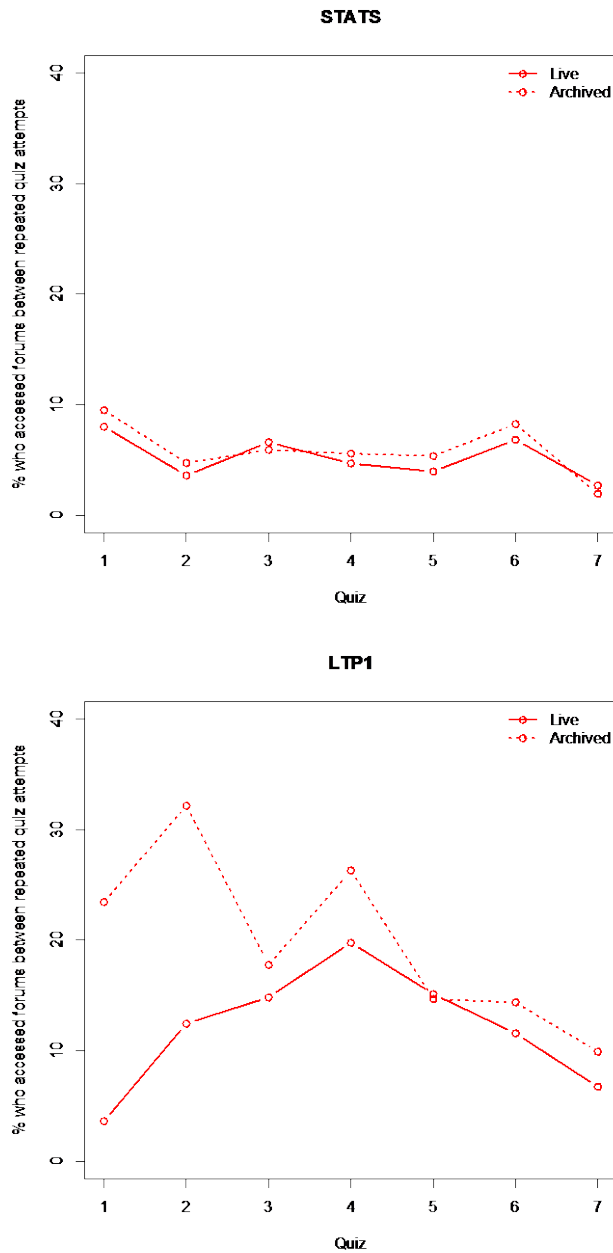 STATS
Live
Archived
% who accessed forums between repeated quiz attempts
40
30
20
10
0
1 2 3 4 5 6 7
Quiz
LTP1
Live
Archived
% who accessed forums between repeated quiz attempts
40
30
20
10
0
1 2 3 4 5 6 7
Quiz